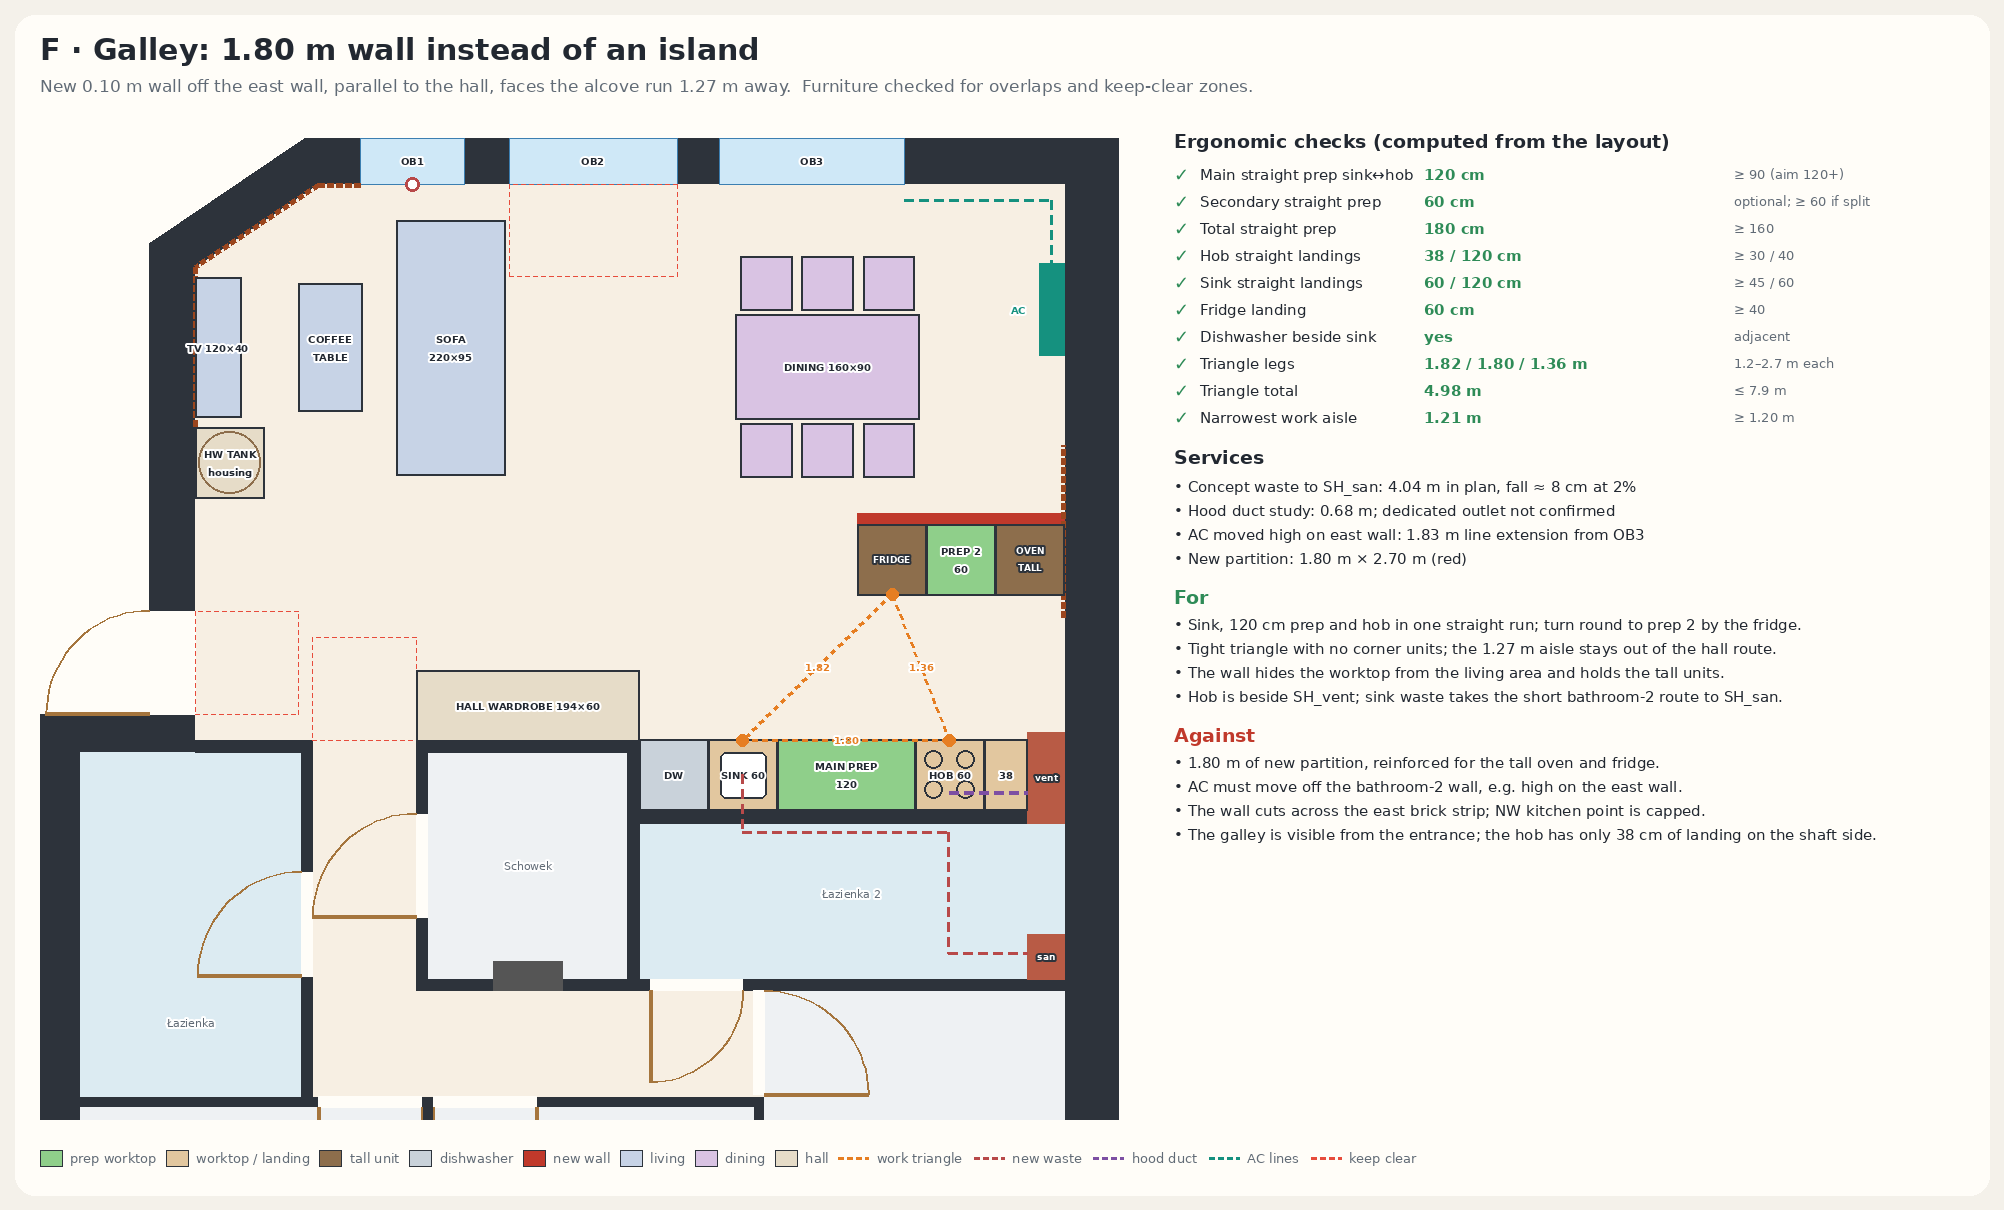 F · Galley: 1.80 m wall instead of an island
New 0.10 m wall off the east wall, parallel to the hall, faces the alcove run 1.27 m away.  Furniture checked for overlaps and keep-clear zones.
OB1
OB2
OB3
AC
TV 120×40
COFFEE
TABLE
SOFA
220×95
DINING 160×90
HW TANK
housing
FRIDGE
PREP 2
60
OVEN
TALL
1.82
1.36
HALL WARDROBE 194×60
1.80
DW
SINK 60
MAIN PREP
120
HOB 60
38
vent
Schowek
Łazienka 2
san
Łazienka
Ergonomic checks (computed from the layout)
✓ Main straight prep sink↔hob 120 cm ≥ 90 (aim 120+)
✓ Secondary straight prep 60 cm optional; ≥ 60 if split
✓ Total straight prep 180 cm ≥ 160
✓ Hob straight landings 38 / 120 cm ≥ 30 / 40
✓ Sink straight landings 60 / 120 cm ≥ 45 / 60
✓ Fridge landing 60 cm ≥ 40
✓ Dishwasher beside sink yes adjacent
✓ Triangle legs 1.82 / 1.80 / 1.36 m 1.2–2.7 m each
✓ Triangle total 4.98 m ≤ 7.9 m
✓ Narrowest work aisle 1.21 m ≥ 1.20 m
Services
• Concept waste to SH_san: 4.04 m in plan, fall ≈ 8 cm at 2%
• Hood duct study: 0.68 m; dedicated outlet not confirmed
• AC moved high on east wall: 1.83 m line extension from OB3
• New partition: 1.80 m × 2.70 m (red)
For
• Sink, 120 cm prep and hob in one straight run; turn round to prep 2 by the fridge.
• Tight triangle with no corner units; the 1.27 m aisle stays out of the hall route.
• The wall hides the worktop from the living area and holds the tall units.
• Hob is beside SH_vent; sink waste takes the short bathroom-2 route to SH_san.
Against
• 1.80 m of new partition, reinforced for the tall oven and fridge.
• AC must move off the bathroom-2 wall, e.g. high on the east wall.
• The wall cuts across the east brick strip; NW kitchen point is capped.
• The galley is visible from the entrance; the hob has only 38 cm of landing on the shaft side.
prep worktop worktop / landing tall unit dishwasher new wall living dining hall work triangle new waste hood duct AC lines keep clear